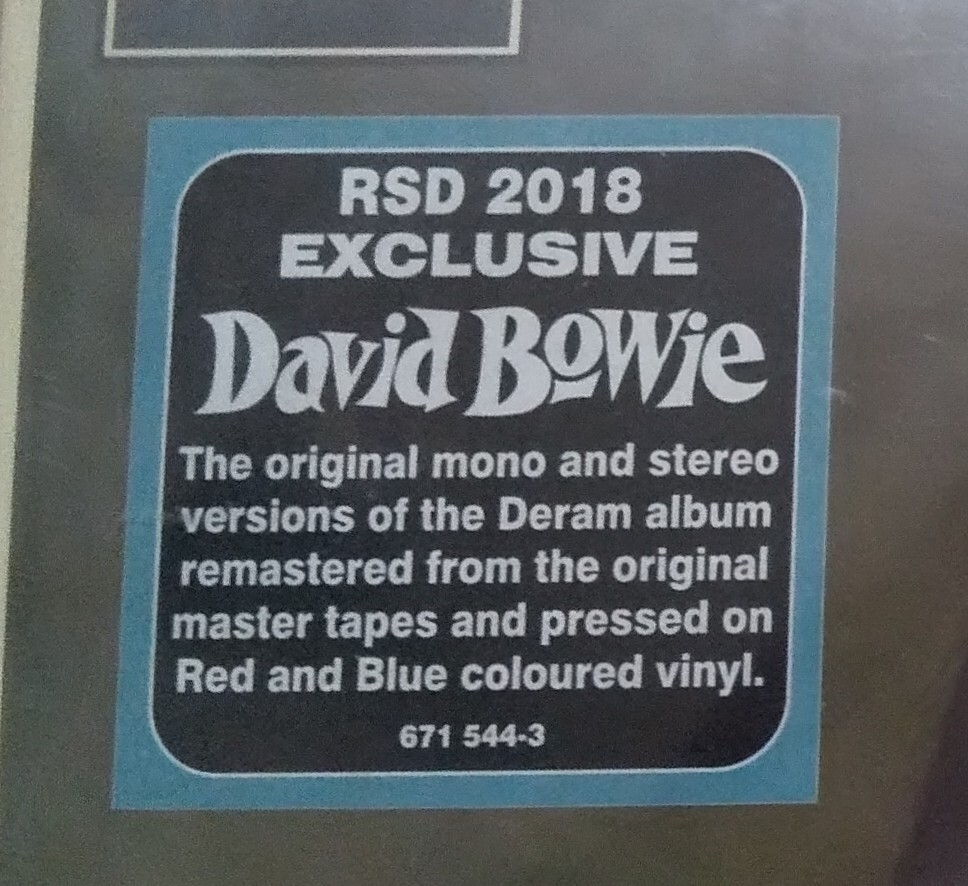 RSD 2018
EXCLUSIVE
David Bowie
The original mono and stereo
versions of the Deram album
remastered from the original
master tapes and pressed on
Red and Blue coloured vinyl.
671 544-3